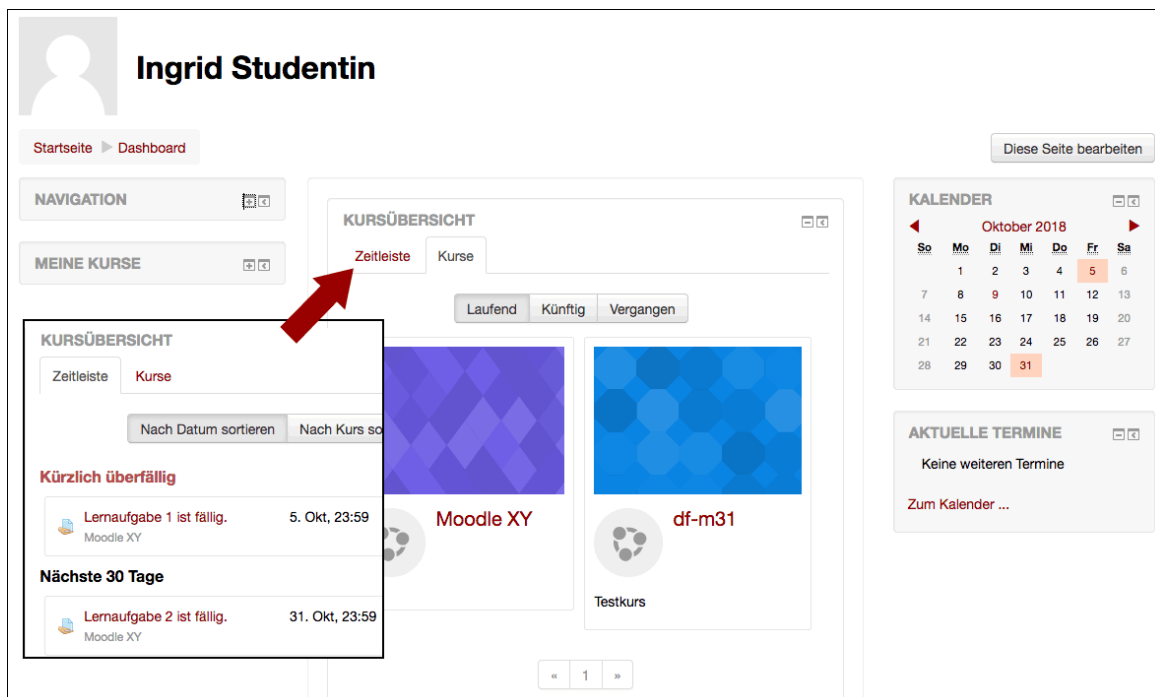 Ingrid Studentin
Startseite Dashboard
Diese Seite bearbeiten
NAVIGATION
MEINE KURSE
KURSÜBERSICHT
Zeitleiste Kurse
Laufend Künftig Vergangen
Moodle XY
df-m31
Testkurs
« 1 »
KURSÜBERSICHT
Zeitleiste Kurse
Nach Datum sortieren Nach Kurs so
Kürzlich überfällig
Lernaufgabe 1 ist fällig. 5. Okt, 23:59
Moodle XY
Nächste 30 Tage
Lernaufgabe 2 ist fällig. 31. Okt, 23:59
Moodle XY
KALENDER
Oktober 2018
So Mo Di Mi Do Fr Sa
1 2 3 4 5 6
7 8 9 10 11 12 13
14 15 16 17 18 19 20
21 22 23 24 25 26 27
28 29 30 31
AKTUELLE TERMINE
Keine weiteren Termine
Zum Kalender ...